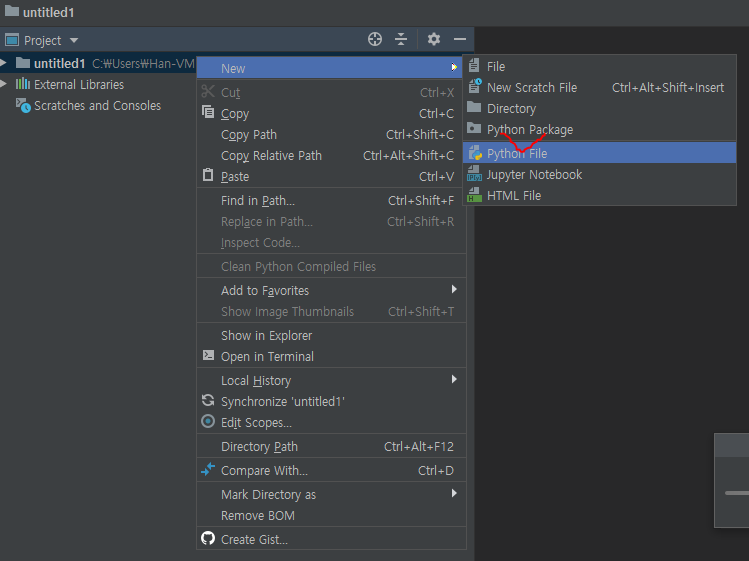 untitled1
Project
untitled1 C:₩Users₩Han-VM
External Libraries
Scratches and Consoles
New
Cut Ctrl+X
Copy Ctrl+C
Copy Path Ctrl+Shift+C
Copy Relative Path Ctrl+Alt+Shift+C
Paste Ctrl+V
Find in Path... Ctrl+Shift+F
Replace in Path... Ctrl+Shift+R
Inspect Code...
Clean Python Compiled Files
Add to Favorites
Show Image Thumbnails Ctrl+Shift+T
Show in Explorer
Open in Terminal
Local History
Synchronize 'untitled1'
Edit Scopes...
Directory Path Ctrl+Alt+F12
Compare With... Ctrl+D
Mark Directory as
Remove BOM
Create Gist...
File
New Scratch File Ctrl+Alt+Shift+Insert
Directory
Python Package
Python File
Jupyter Notebook
HTML File